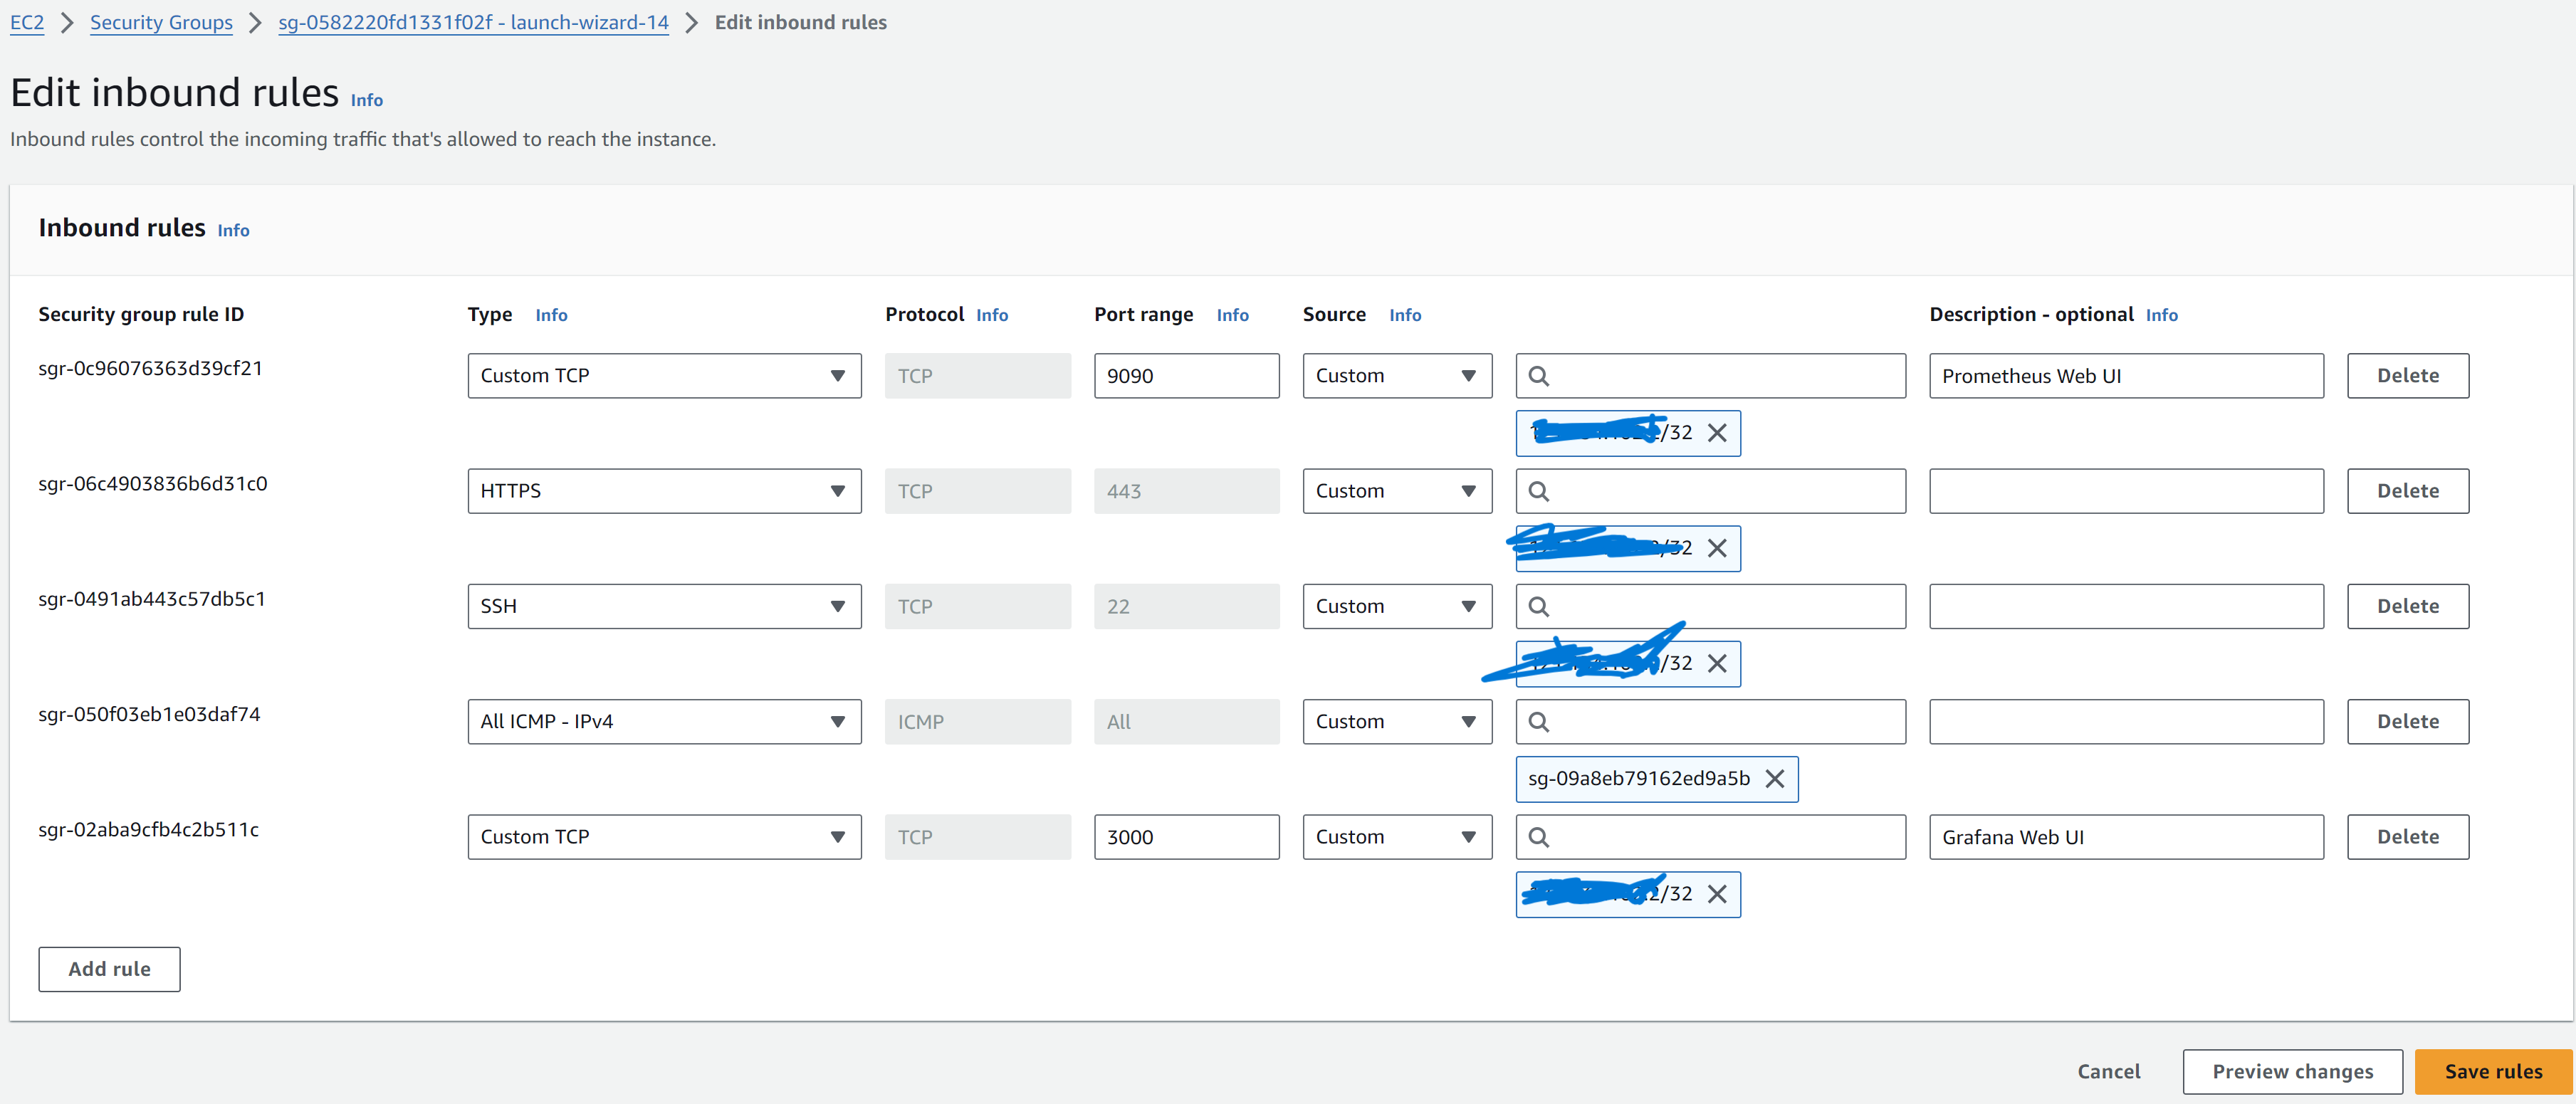 EC2 > Security Groups > sg-0582220fd1331f02f - launch-wizard-14 > Edit inbound rules
Edit inbound rules Info
Inbound rules control the incoming traffic that's allowed to reach the instance.
Inbound rules Info
Security group rule ID Type Info Protocol Info Port range Info Source Info Description - optional Info
sgr-0c96076363d39cf21 Custom TCP TCP 9090 Custom Prometheus Web UI Delete
/32
sgr-06c4903836b6d31c0 HTTPS TCP 443 Custom Delete
/32
sgr-0491ab443c57db5c1 SSH TCP 22 Custom Delete
/32
sgr-050f03eb1e03daf74 All ICMP - IPv4 ICMP All Custom Delete
sg-09a8eb79162ed9a5b
sgr-02aba9cfb4c2b511c Custom TCP TCP 3000 Custom Grafana Web UI Delete
/32
Add rule
Cancel Preview changes Save rules